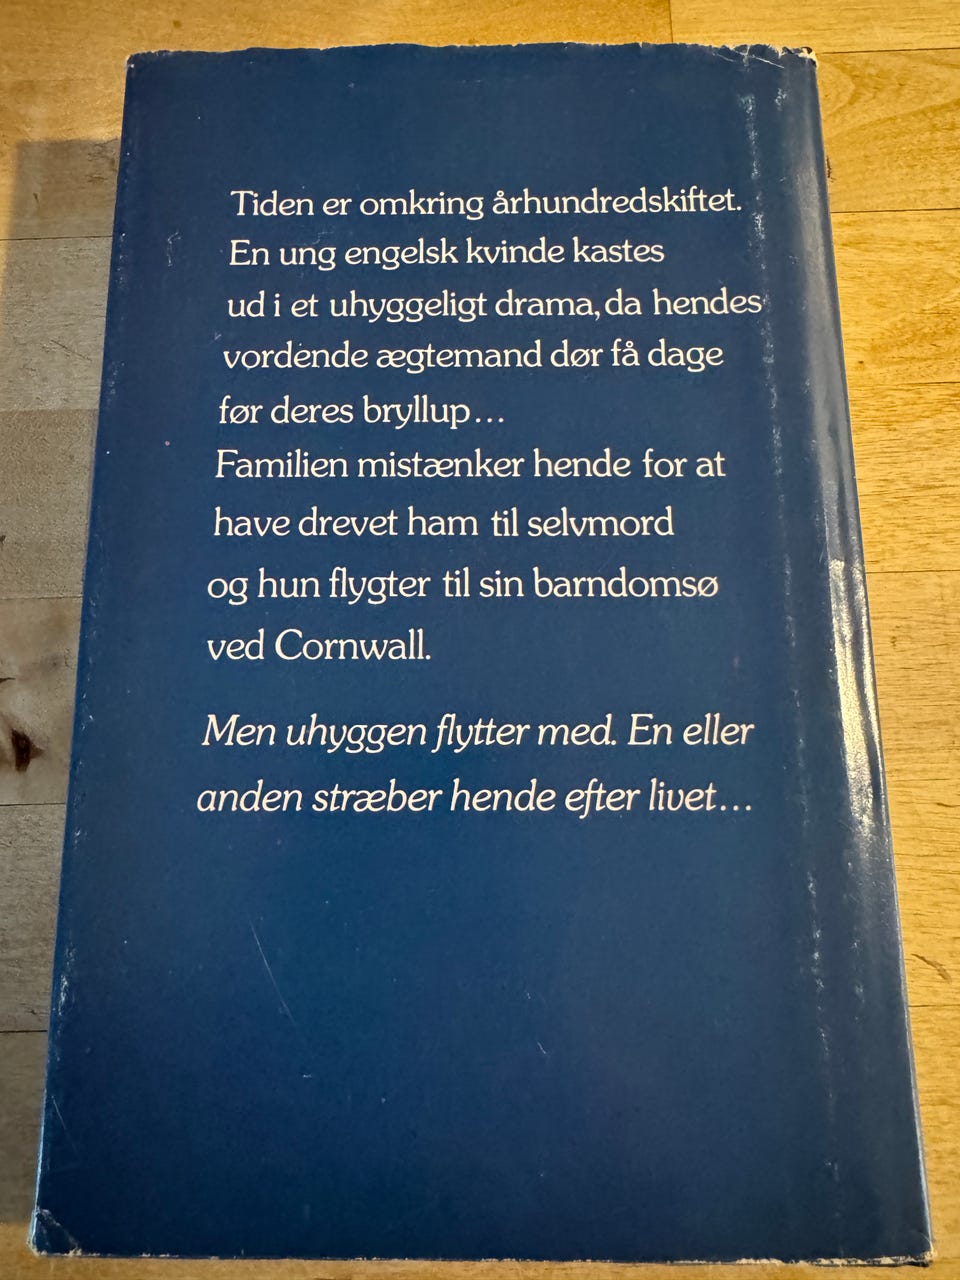 Tiden er omkring århundredskiftet.
En ung engelsk kvinde kastes
ud i et uhyggeligt drama, da hendes
vordende ægtemand dør få dage
før deres bryllup...
Familien mistænker hende for at
have drevet ham til selvmord
og hun flygter til sin barndomsø
ved Cornwall.
Men uhyggen flytter med. En eller
anden stræber hende efter livet...